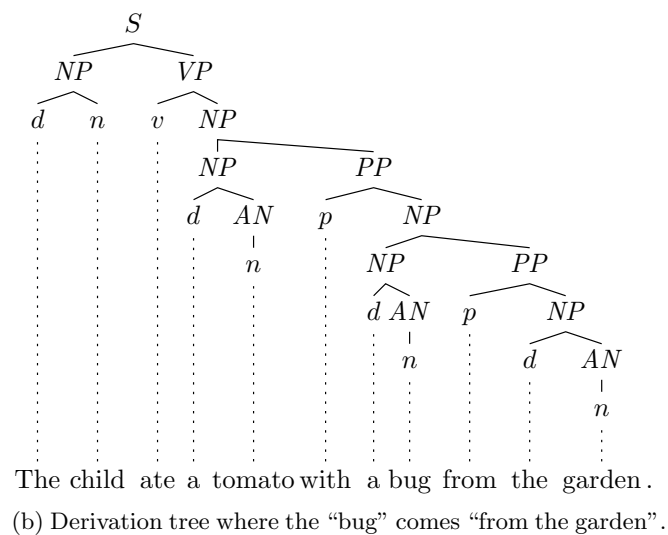 S
NP VP
d n v NP
NP PP
d AN p NP
n NP PP
d AN p NP
n d AN
n
The child ate a tomato with a bug from the garden .
(b) Derivation tree where the “bug” comes “from the garden”.